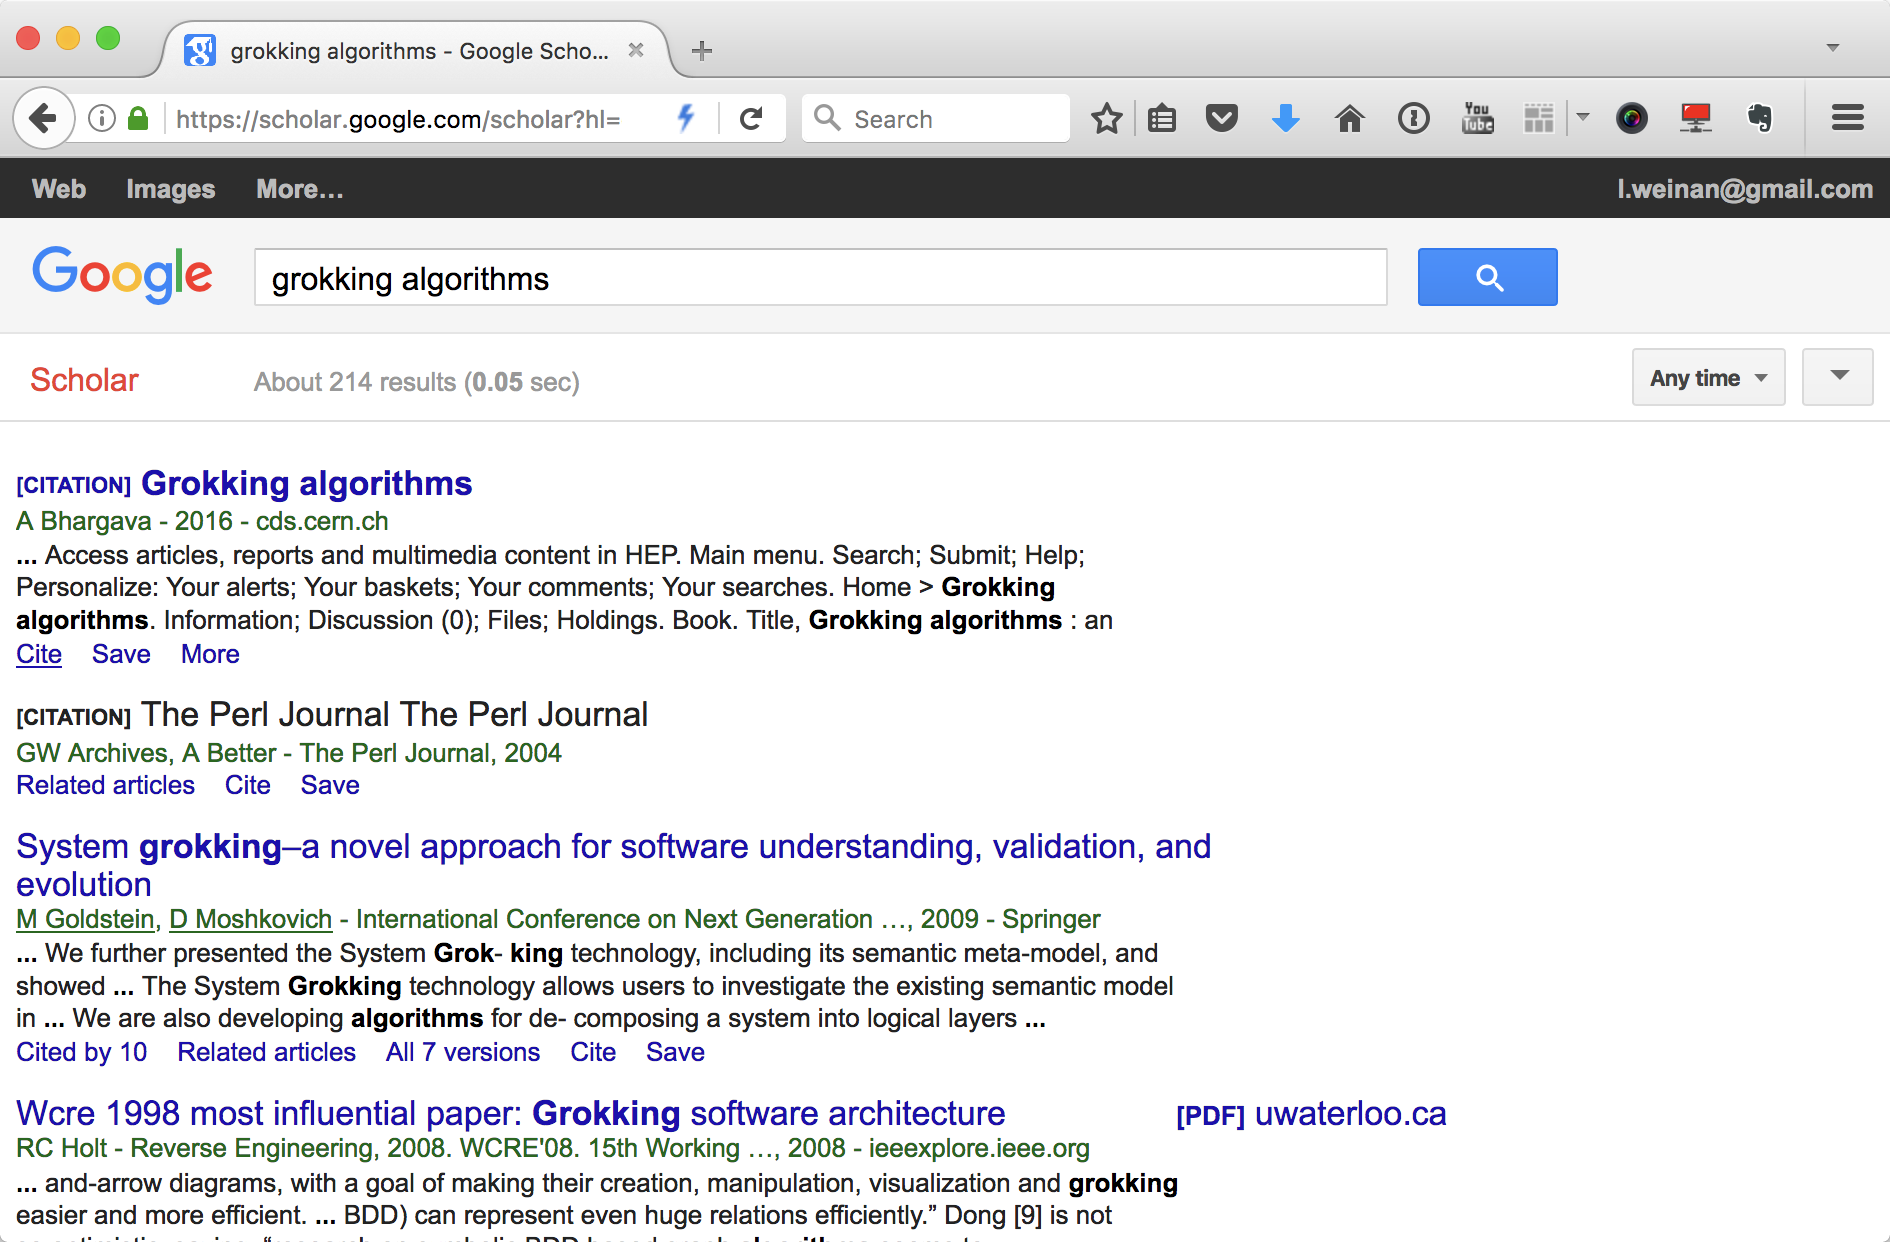 grokking algorithms - Google Scho...
https://scholar.google.com/scholar?hl=
Search
You
Tube
Web Images More...
l.weinan@gmail.com
Google
grokking algorithms
Scholar
About 214 results (0.05 sec)
Any time
[CITATION] Grokking algorithms
A Bhargava - 2016 - cds.cern.ch
... Access articles, reports and multimedia content in HEP. Main menu. Search; Submit; Help;
Personalize: Your alerts; Your baskets; Your comments; Your searches. Home > Grokking
algorithms. Information; Discussion (0); Files; Holdings. Book. Title, Grokking algorithms : an
Cite Save More
[CITATION] The Perl Journal The Perl Journal
GW Archives, A Better - The Perl Journal, 2004
Related articles Cite Save
System grokking–a novel approach for software understanding, validation, and
evolution
M Goldstein, D Moshkovich - International Conference on Next Generation …, 2009 - Springer
... We further presented the System Grok- king technology, including its semantic meta-model, and
showed ... The System Grokking technology allows users to investigate the existing semantic model
in ... We are also developing algorithms for de- composing a system into logical layers ...
Cited by 10 Related articles All 7 versions Cite Save
Wcre 1998 most influential paper: Grokking software architecture
[PDF] uwaterloo.ca
RC Holt - Reverse Engineering, 2008. WCRE'08. 15th Working …, 2008 - ieeexplore.ieee.org
... and-arrow diagrams, with a goal of making their creation, manipulation, visualization and grokking
easier and more efficient. ... BDD) can represent even huge relations efficiently.” Dong [9] is not